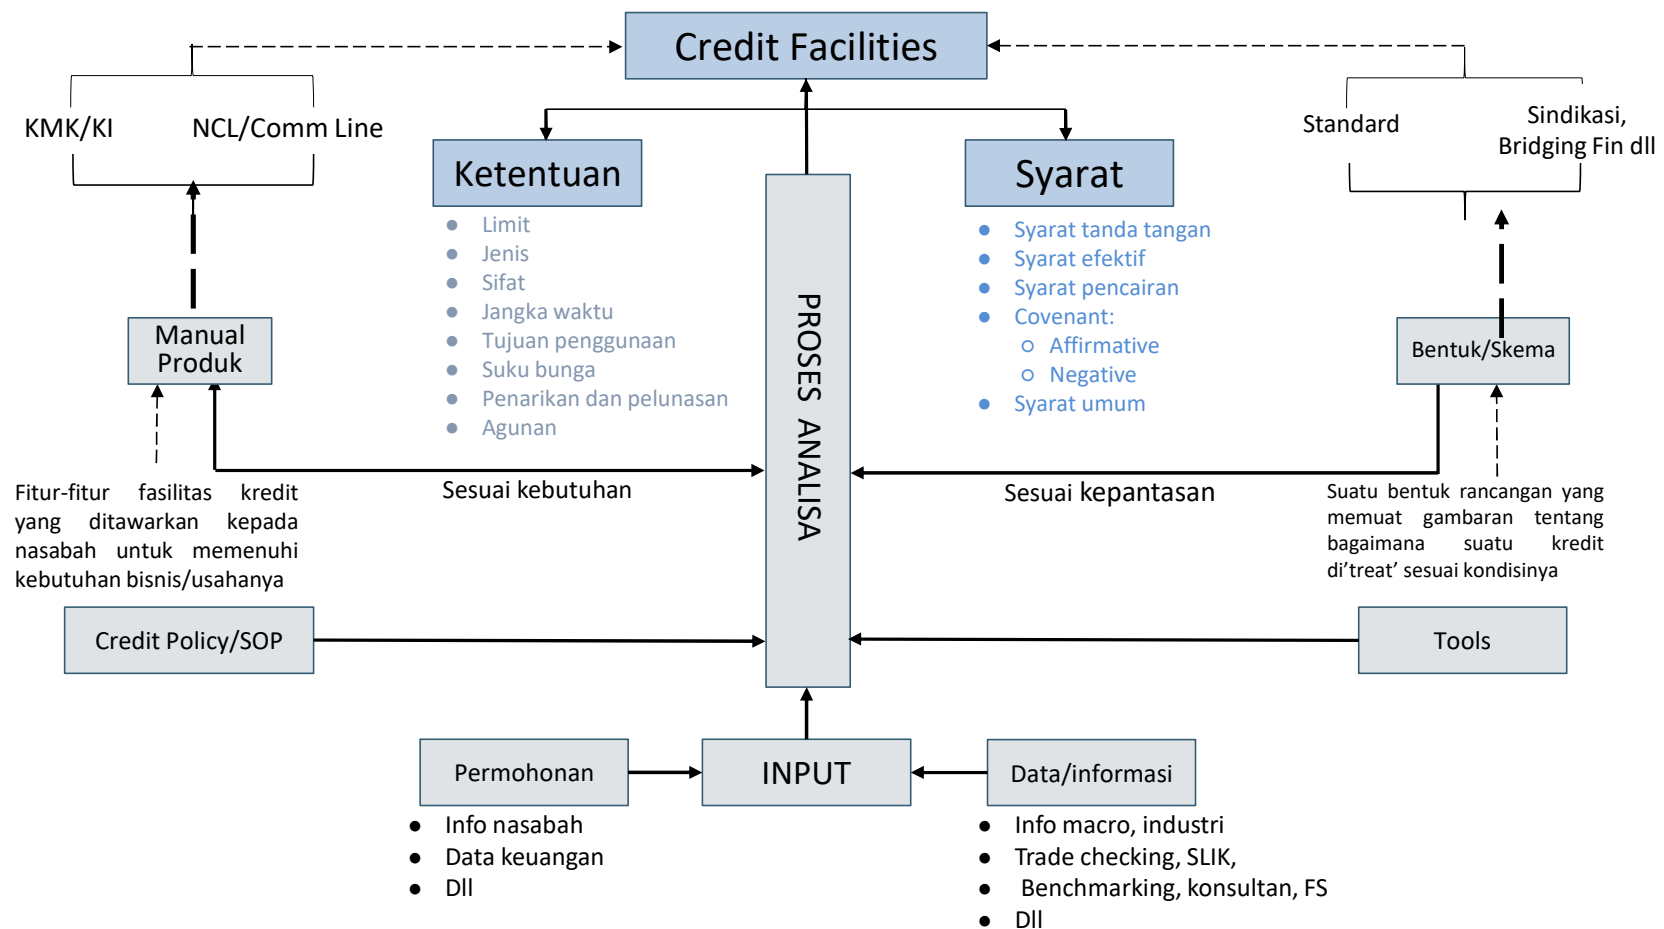 Credit Facilities
KMK/KI
NCL/Comm Line
Standard
Sindikasi,
Bridging Fin dll
Ketentuan
● Limit
● Jenis
● Sifat
● Jangka waktu
● Tujuan penggunaan
● Suku bunga
● Penarikan dan pelunasan
● Agunan
Syarat
● Syarat tanda tangan
● Syarat efektif
● Syarat pencairan
● Covenant:
○ Affirmative
○ Negative
● Syarat umum
PROSES ANALISA
Manual
Produk
Bentuk/Skema
Sesuai kebutuhan
Sesuai kepantasan
Fitur-fitur fasilitas kredit
yang ditawarkan kepada
nasabah untuk memenuhi
kebutuhan bisnis/usahanya
Suatu bentuk rancangan yang
memuat gambaran tentang
bagaimana suatu kredit
di’treat’ sesuai kondisinya
Credit Policy/SOP
Tools
Permohonan
INPUT
Data/informasi
● Info nasabah
● Data keuangan
● Dll
● Info macro, industri
● Trade checking, SLIK,
● Benchmarking, konsultan, FS
● Dll